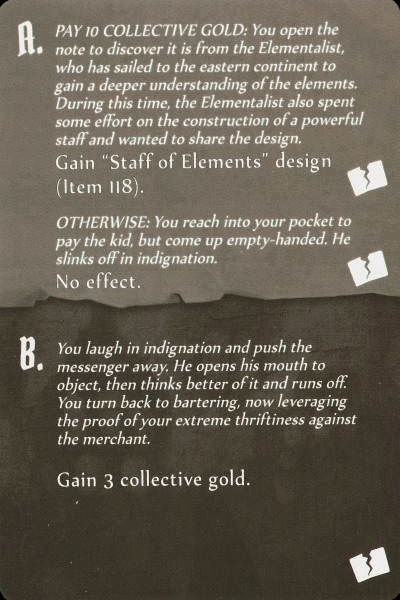 A.
PAY 10 COLLECTIVE GOLD: You open the
note to discover it is from the Elementalist,
who has sailed to the eastern continent to
gain a deeper understanding of the elements.
During this time, the Elementalist also spent
some effort on the construction of a powerful
staff and wanted to share the design.
Gain “Staff of Elements” design
(Item 118).
OTHERWISE: You reach into your pocket to
pay the kid, but come up empty-handed. He
slinks off in indignation.
No effect.
B.
You laugh in indignation and push the
messenger away. He opens his mouth to
object, then thinks better of it and runs off.
You turn back to bartering, now leveraging
the proof of your extreme thriftiness against
the merchant.
Gain 3 collective gold.